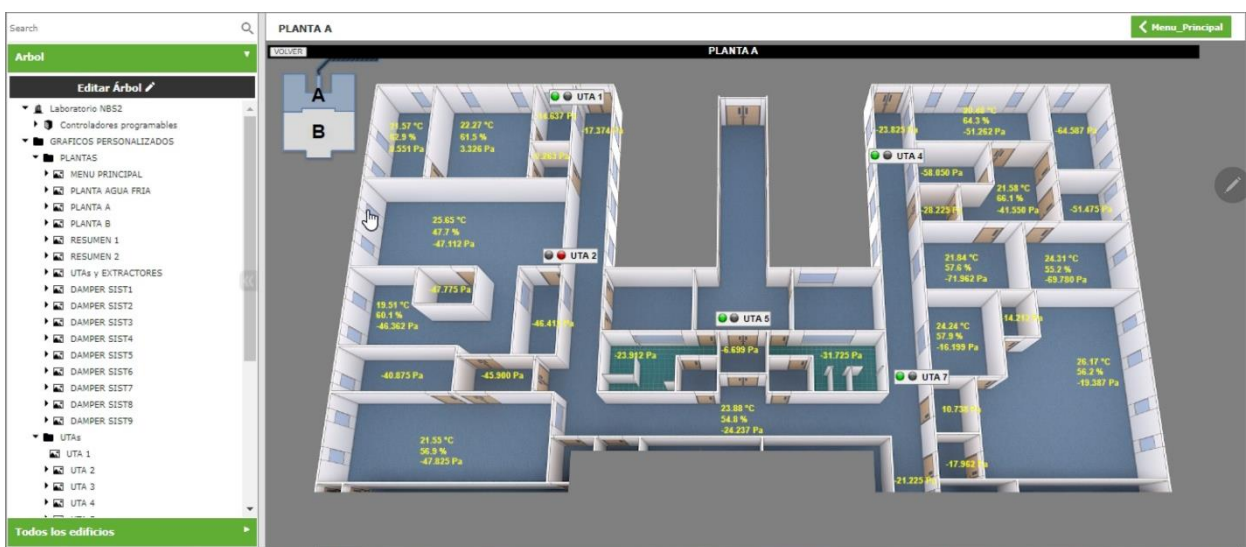 Search
PLANTA A
Menu_Principal
Arbol
VOLVER
PLANTA A
Editar Árbol
Laboratorio NBS2
Controladores programables
GRAFICOS PERSONALIZADOS
PLANTAS
MENU PRINCIPAL
PLANTA AGUA FRIA
PLANTA A
PLANTA B
RESUMEN 1
RESUMEN 2
UTAs y EXTRACTORES
DAMPER SIST1
DAMPER SIST2
DAMPER SIST3
DAMPER SIST4
DAMPER SIST5
DAMPER SIST6
DAMPER SIST7
DAMPER SIST8
DAMPER SIST9
UTAs
UTA 1
UTA 2
UTA 3
UTA 4
Todos los edificios
A
B
UTA 1
22.27 °C
61.5 %
3.326 Pa
-17.374
25.65 °C
47.7 %
-47.112 Pa
UTA 2
-47.775 Pa
19.51 °C
60.1 %
-46.362 Pa
-40.875 Pa
-45.900 Pa
21.55 °C
56.9 %
-47.825 Pa
UTA 5
-23.912 Pa
-6.699 Pa
-31.725 Pa
23.88 °C
54.8 %
-24.237 Pa
-23.825
64.3 %
-51.262 Pa
-64.587
UTA 4
-58.050 Pa
21.58 °C
66.1 %
-41.550 Pa
-28.225
-51.475
21.84 °C
57.6 %
-71.962 Pa
24.31 °C
55.2 %
-69.780 Pa
24.24 °C
57.9 %
-16.199 Pa
26.17 °C
56.2 %
-19.387 Pa
UTA 7
-17.962
-21.225